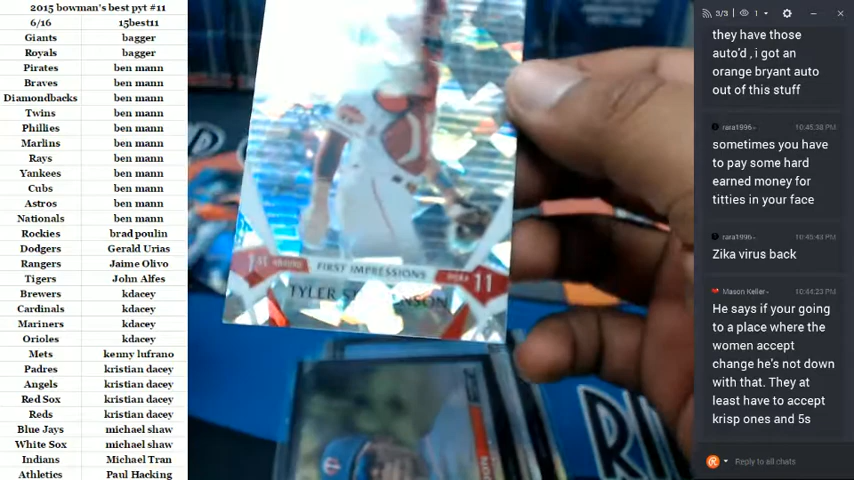 2015 bowman's best pyt #11
6/16 15best11
Giants bagger
Royals bagger
Pirates ben mann
Braves ben mann
Diamondbacks ben mann
Twins ben mann
Phillies ben mann
Marlins ben mann
Rays ben mann
Yankees ben mann
Cubs ben mann
Astros ben mann
Nationals ben mann
Rockies brad poulin
Dodgers Gerald Urias
Rangers Jaime Olivo
Tigers John Alfes
Brewers kdacey
Cardinals kdacey
Mariners kdacey
Orioles kdacey
Mets kenny lufrano
Padres kristian dacey
Angels kristian dacey
Red Sox kristian dacey
Reds kristian dacey
Blue Jays michael shaw
White Sox michael shaw
Indians Michael Tran
Athletics Paul Hacking
1st ROUND
FIRST IMPRESSIONS
PICK# 11
TYLER
3/3 1
they have those
auto'd , i got an
orange bryant auto
out of this stuff
rara1996 10:45:38 PM
sometimes you have
to pay some hard
earned money for
titties in your face
rara1996 10:45:48 PM
Zika virus back
Mason Keller 10:44:23 PM
He says if your going
to a place where the
women accept
change he's not down
with that. They at
least have to accept
krisp ones and 5s
Reply to all chats